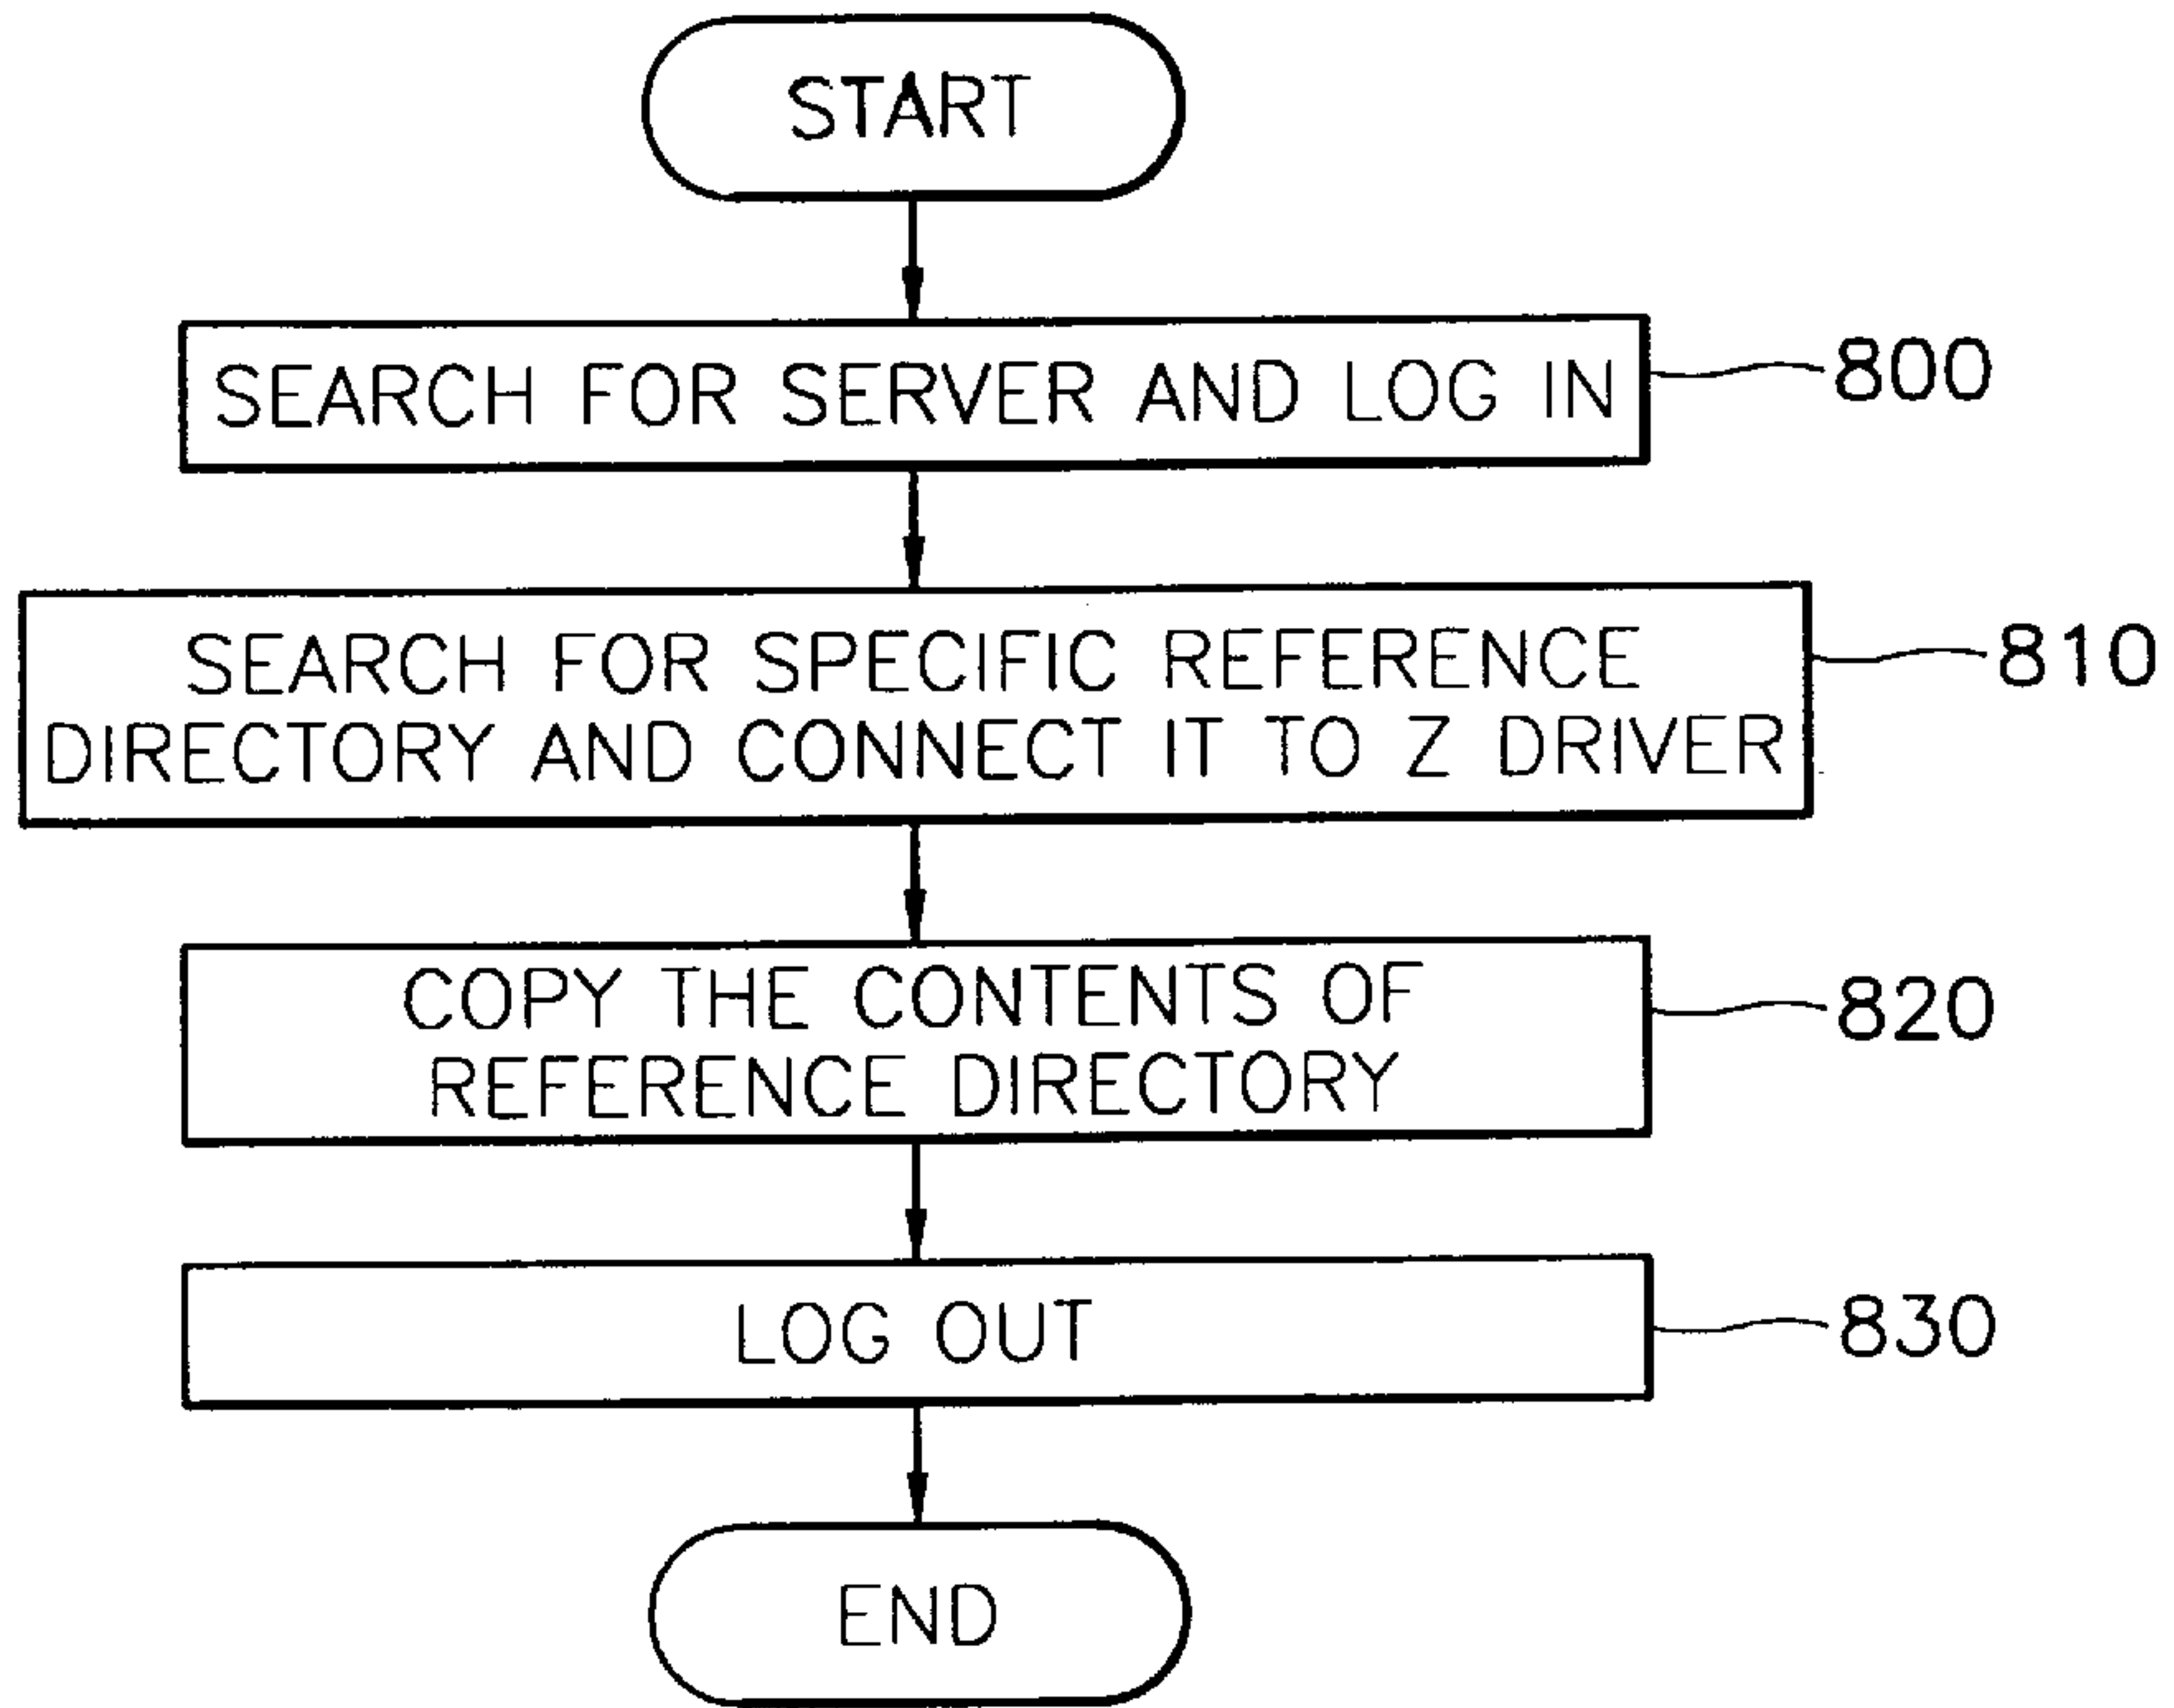 START
SEARCH FOR SERVER AND LOG IN
800
SEARCH FOR SPECIFIC REFERENCE
DIRECTORY AND CONNECT IT TO Z DRIVER
810
COPY THE CONTENTS OF
REFERENCE DIRECTORY
820
LOG OUT
830
END